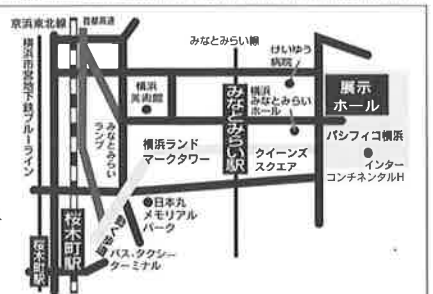 京浜東北線
首都高速
みなとみらい線
けいゆう
病院
横浜市営地下鉄ブルーライン
横浜
美術館
みなとみらい
ランプ
みなとみらい駅
横浜
みなとみらい
ホール
展示
ホール
横浜ランド
マークタワー
クイーンズ
スクエア
パシフィコ横浜
インター
コンチネンタルH
桜木町駅
桜木町駅
動く歩道
日本丸
メモリアル
パーク
バス・タクシー
ターミナル